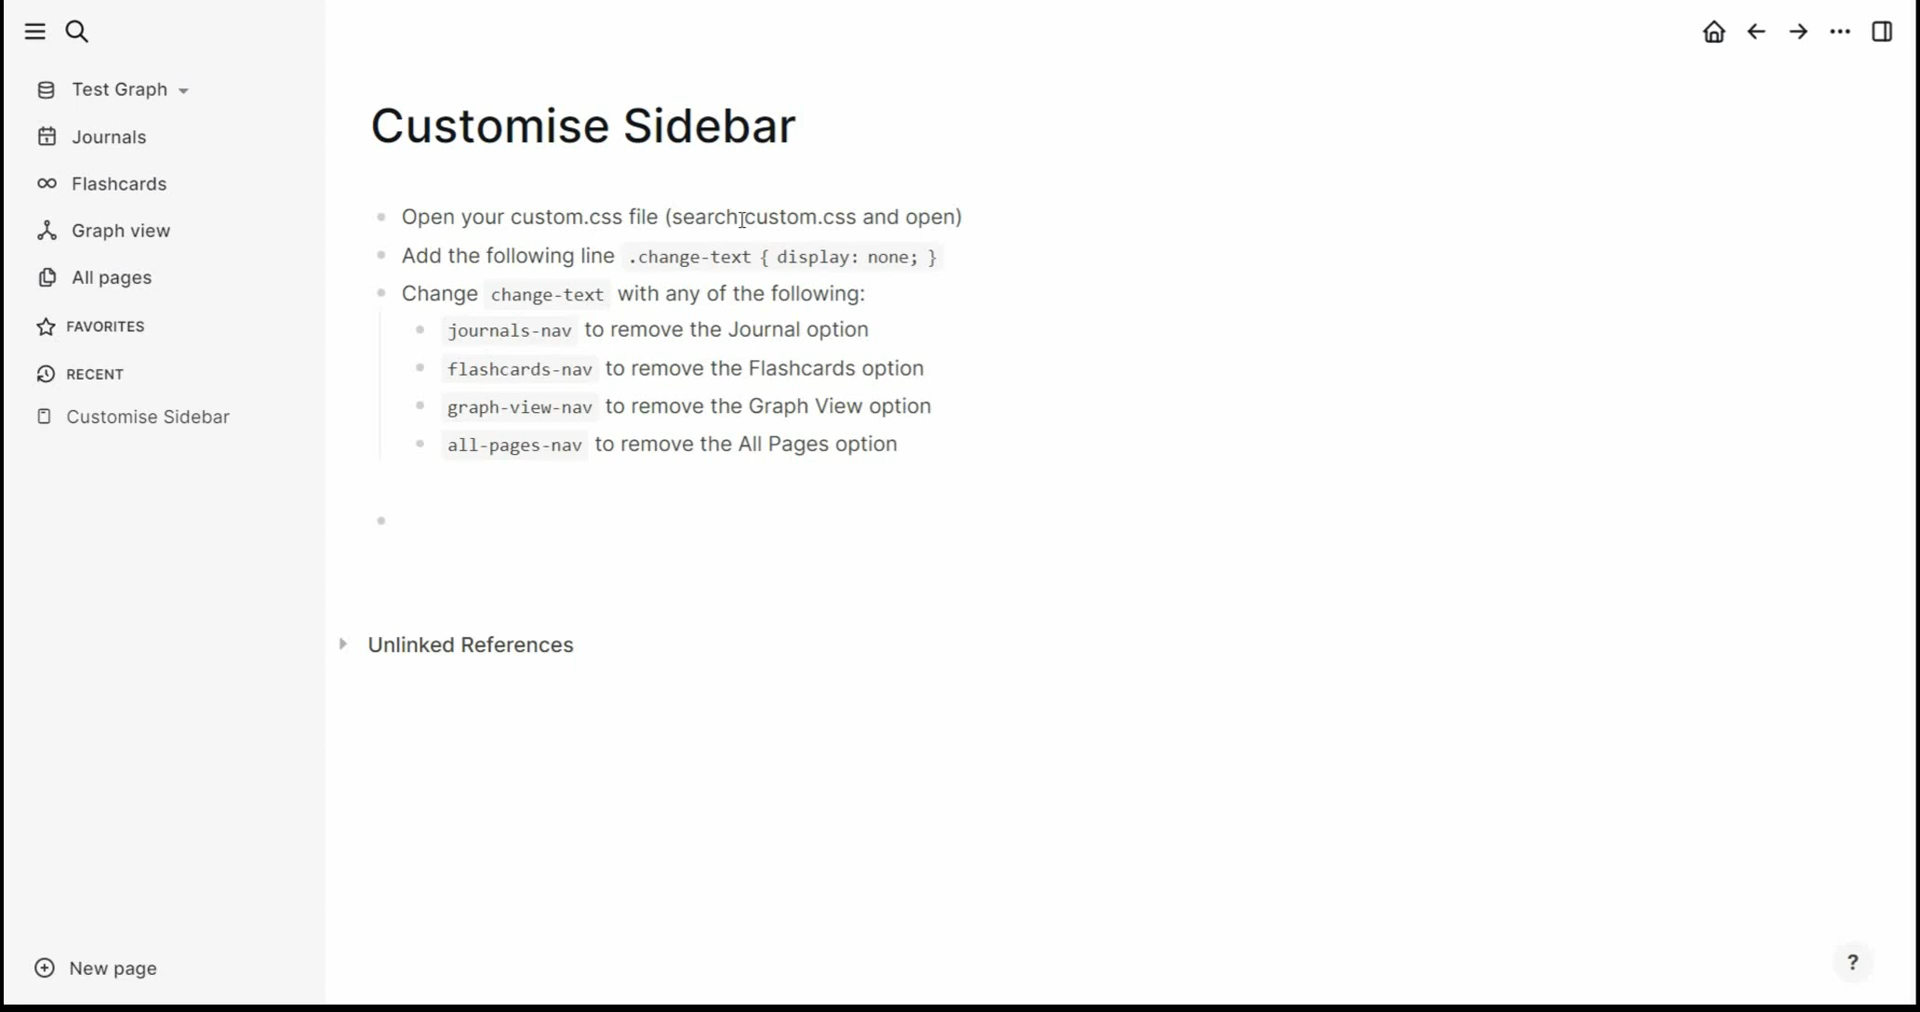 Test Graph
Journals
Flashcards
Graph view
All pages
FAVORITES
RECENT
Customise Sidebar
New page
Customise Sidebar
Open your custom.css file (search custom.css and open)
Add the following line .change-text { display: none; }
Change change-text with any of the following:
journals-nav to remove the Journal option
flashcards-nav to remove the Flashcards option
graph-view-nav to remove the Graph View option
all-pages-nav to remove the All Pages option
Unlinked References
?